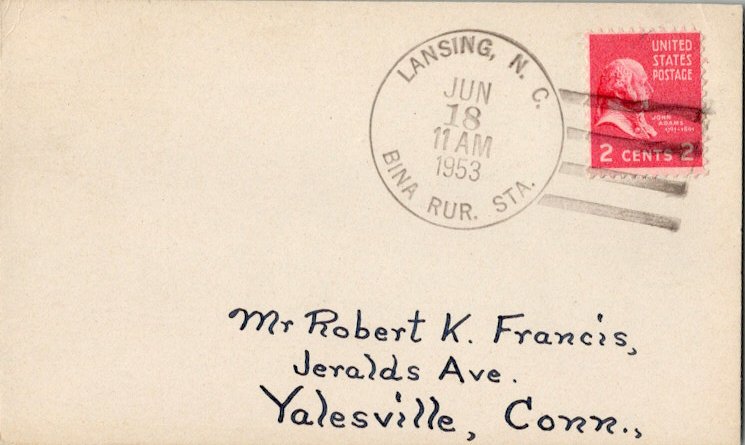 LANSING, N. C.
JUN
18
11 AM
1953
BINA RUR. STA.
UNITED
STATES
POSTAGE
JOHN
ADAMS
2 CENTS 2
Mr Robert K. Francis,
Jeralds Ave.
Yalesville, Conn.,